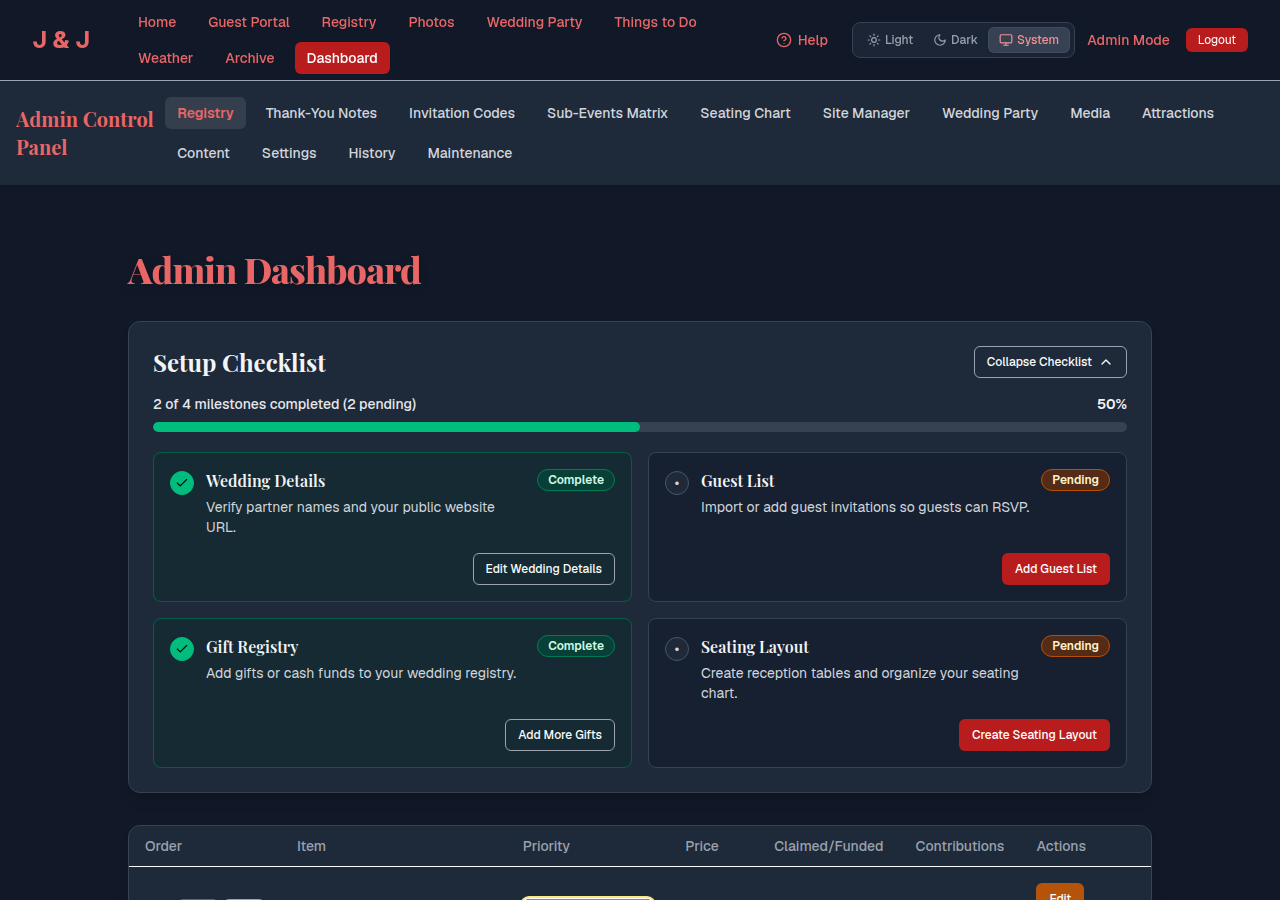 J & J
Home Guest Portal Registry Photos Wedding Party Things to Do
Weather Archive Dashboard
Help Light Dark System Admin Mode Logout
Admin Control
Panel
Registry Thank-You Notes Invitation Codes Sub-Events Matrix Seating Chart Site Manager Wedding Party Media Attractions
Content Settings History Maintenance
Admin Dashboard
Setup Checklist
Collapse Checklist
2 of 4 milestones completed (2 pending) 50%
Wedding Details Complete
Verify partner names and your public website
URL.
Edit Wedding Details
Guest List Pending
Import or add guest invitations so guests can RSVP.
Add Guest List
Gift Registry Complete
Add gifts or cash funds to your wedding registry.
Add More Gifts
Seating Layout Pending
Create reception tables and organize your seating
chart.
Create Seating Layout
Order Item Priority Price Claimed/Funded Contributions Actions
Edit